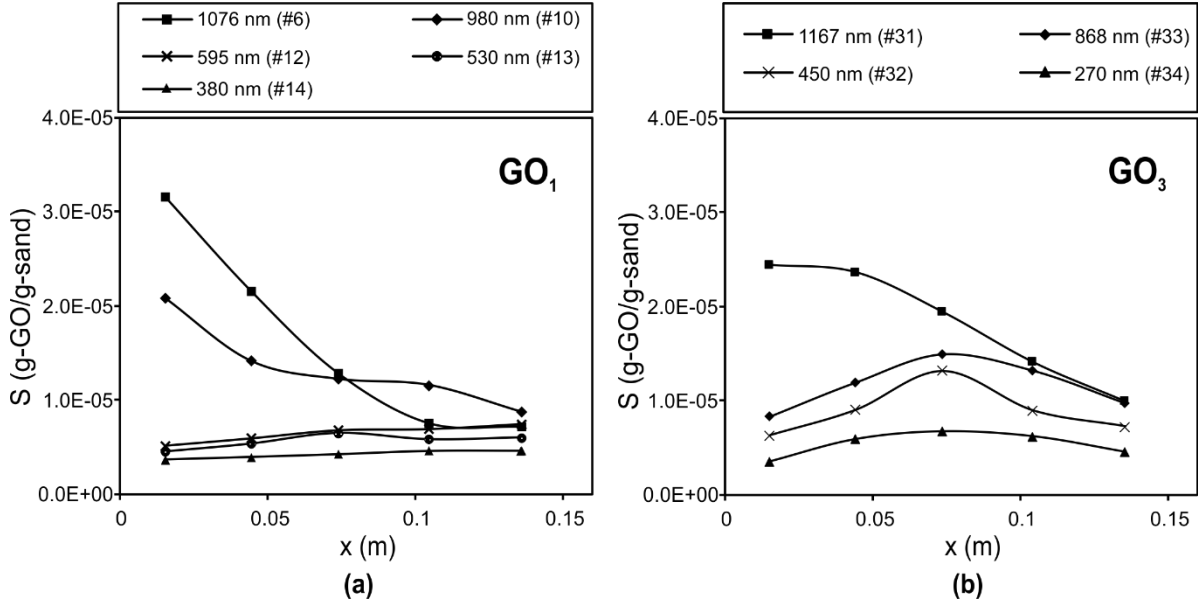 1076 nm (#6)
980 nm (#10)
595 nm (#12)
530 nm (#13)
380 nm (#14)
4.0E-05
3.0E-05
2.0E-05
1.0E-05
0.0E+00
S (g-GO/g-sand)
GO₁
0
0.05
0.1
0.15
x (m)
(a)
1167 nm (#31)
868 nm (#33)
450 nm (#32)
270 nm (#34)
4.0E-05
3.0E-05
2.0E-05
1.0E-05
0.0E+00
S (g-GO/g-sand)
GO₃
0
0.05
0.1
0.15
x (m)
(b)